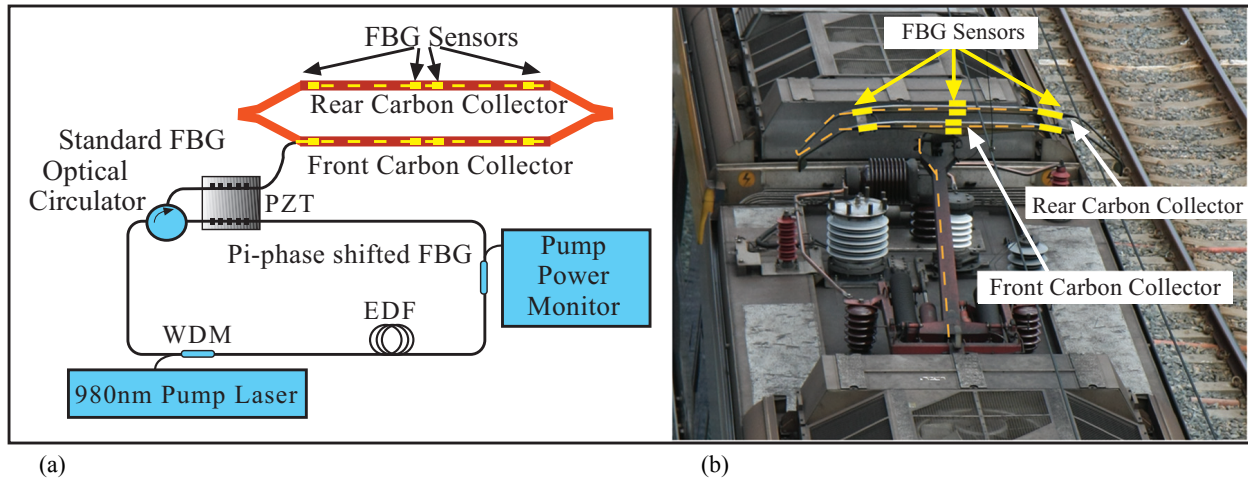 FBG Sensors
Rear Carbon Collector
Front Carbon Collector
Standard FBG
Optical
Circulator
PZT
Pi-phase shifted FBG
Pump
Power
Monitor
EDF
WDM
980nm Pump Laser
(a)
FBG Sensors
Rear Carbon Collector
Front Carbon Collector
(b)